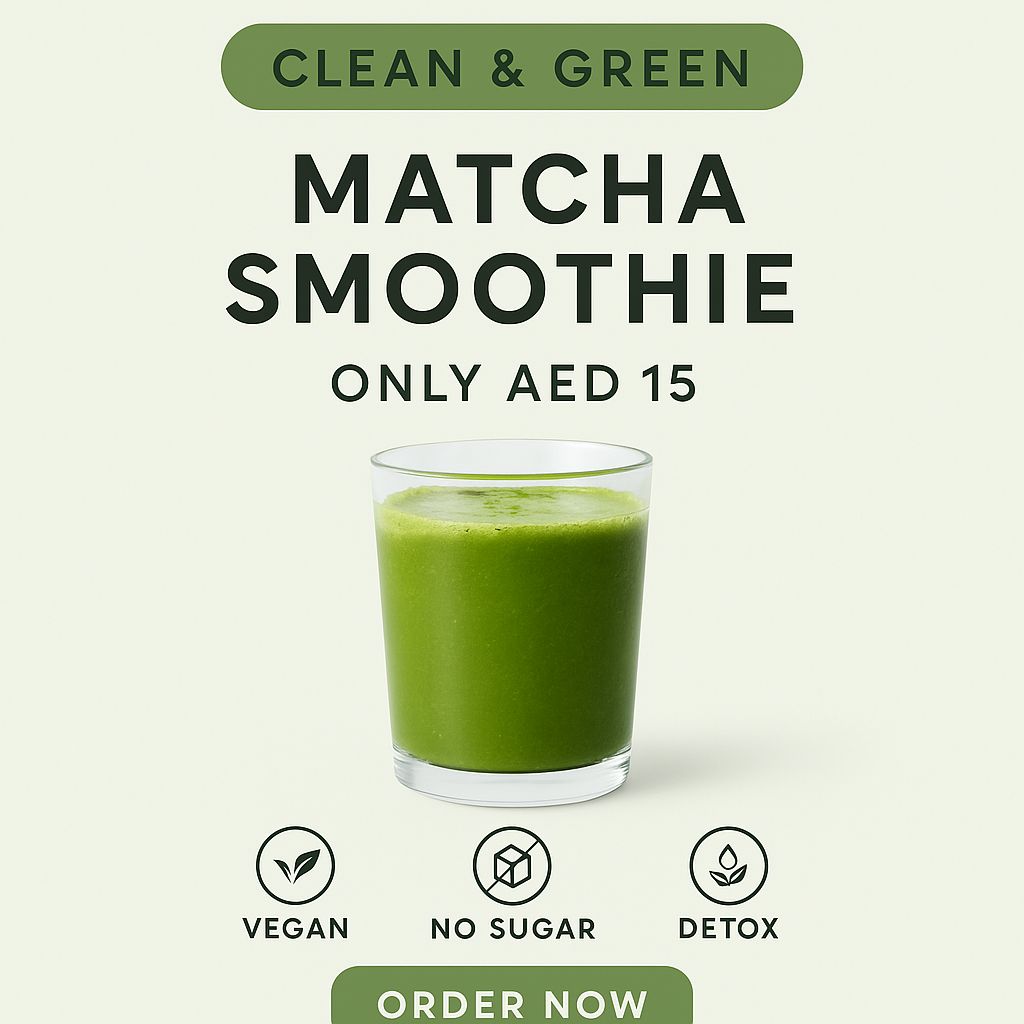 CLEAN & GREEN
MATCHA
SMOOTHIE
ONLY AED 15
VEGAN
NO SUGAR
DETOX
ORDER NOW